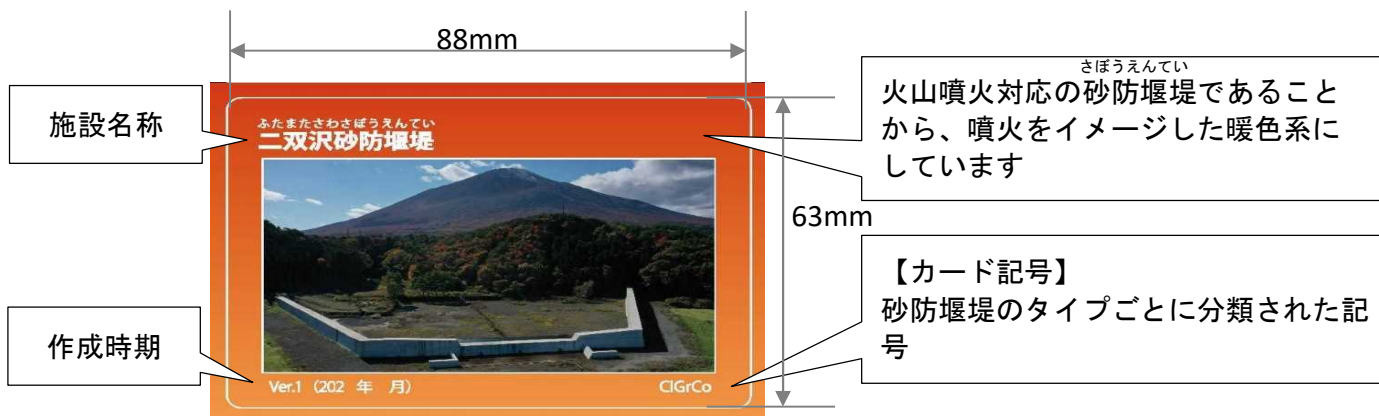 88mm
施設名称
ふたまたさわさぼうえんてい
二双沢砂防堰堤
さぼうえんてい
火山噴火対応の砂防堰堤であること
から、噴火をイメージした暖色系に
しています
63mm
【カード記号】
砂防堰堤のタイプごとに分類された記
号
作成時期
Ver.1（202 年 月）
ClGrCo